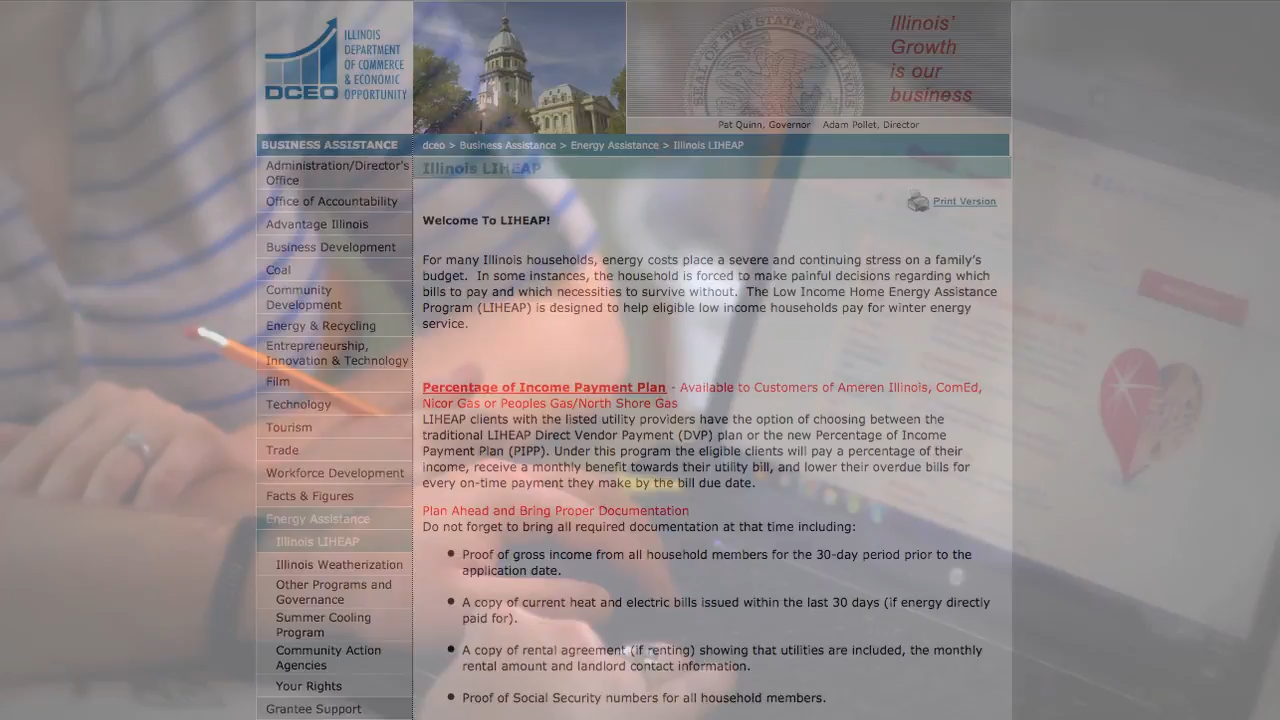 ILLINOIS
DEPARTMENT
OF COMMERCE
& ECONOMIC
OPPORTUNITY
DCEO
SEAL OF THE STATE OF ILLINOIS
Illinois'
Growth
is our
business
Pat Quinn, Governor Adam Pollet, Director
BUSINESS ASSISTANCE
Administration/Director's
Office
Office of Accountability
Advantage Illinois
Business Development
Coal
Community
Development
Energy & Recycling
Entrepreneurship,
Innovation & Technology
Film
Technology
Tourism
Trade
Workforce Development
Facts & Figures
Energy Assistance
Illinois LIHEAP
Illinois Weatherization
Other Programs and
Governance
Summer Cooling
Program
Community Action
Agencies
Your Rights
Grantee Support
dceo > Business Assistance > Energy Assistance > Illinois LIHEAP
Illinois LIHEAP
Print Version
Welcome To LIHEAP!
For many Illinois households, energy costs place a severe and continuing stress on a family's
budget. In some instances, the household is forced to make painful decisions regarding which
bills to pay and which necessities to survive without. The Low Income Home Energy Assistance
Program (LIHEAP) is designed to help eligible low income households pay for winter energy
service.
Percentage of Income Payment Plan - Available to Customers of Ameren Illinois, ComEd,
Nicor Gas or Peoples Gas/North Shore Gas
LIHEAP clients with the listed utility providers have the option of choosing between the
traditional LIHEAP Direct Vendor Payment (DVP) plan or the new Percentage of Income
Payment Plan (PIPP). Under this program the eligible clients will pay a percentage of their
income, receive a monthly benefit towards their utility bill, and lower their overdue bills for
every on-time payment they make by the bill due date.
Plan Ahead and Bring Proper Documentation
Do not forget to bring all required documentation at that time including:
• Proof of gross income from all household members for the 30-day period prior to the
application date.
• A copy of current heat and electric bills issued within the last 30 days (if energy directly
paid for).
• A copy of rental agreement (if renting) showing that utilities are included, the monthly
rental amount and landlord contact information.
• Proof of Social Security numbers for all household members.